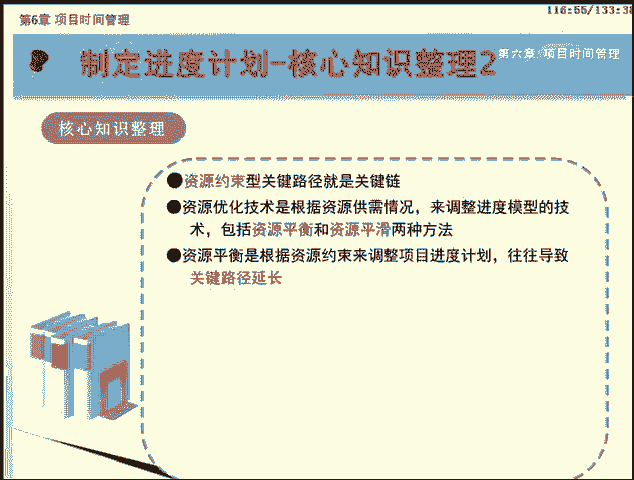 第6章 项目时间管理
116:55/133:38
制定进度计划-核心知识整理2
第六章 项目时间管理
核心知识整理
●资源约束型关键路径就是关键链
●资源优化技术是根据资源供需情况，来调整进度模型的技
术，包括资源平衡和资源平滑两种方法
●资源平衡是根据资源约束来调整项目进度计划，往往导致
关键路径延长